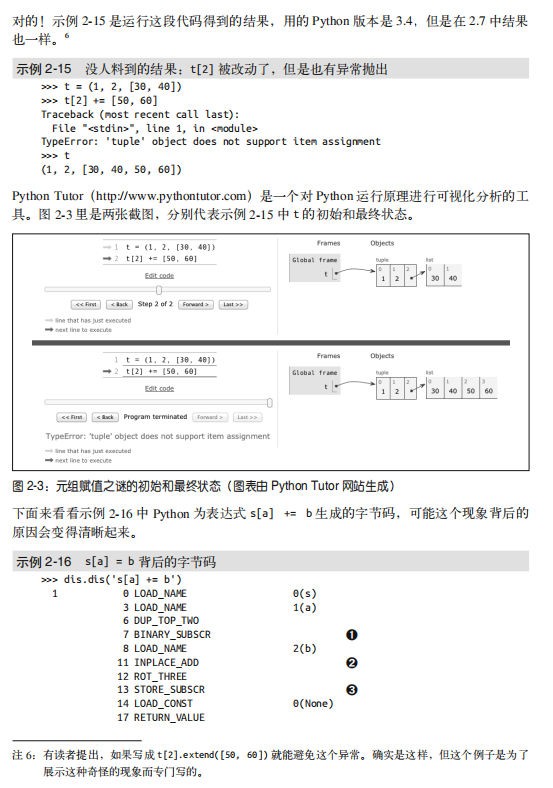 对的！示例 2-15 是运行这段代码得到的结果，用的 Python 版本是 3.4，但是在 2.7 中结果
也一样。6
示例 2-15 没人料到的结果：t[2] 被改动了，但是也有异常抛出
>>> t = (1, 2, [30, 40])
>>> t[2] += [50, 60]
Traceback (most recent call last):
File "<stdin>", line 1, in <module>
TypeError: 'tuple' object does not support item assignment
>>> t
(1, 2, [30, 40, 50, 60])
Python Tutor（http://www.pythontutor.com）是一个对 Python 运行原理进行可视化分析的工
具。图 2-3 里是两张截图，分别代表示例 2-15 中 t 的初始和最终状态。
1 t = (1, 2, [30, 40])
2 t[2] += [50, 60]
Edit code
<< First < Back Step 2 of 2 Forward > Last >>
line that has just executed
next line to execute
Frames Objects
Global frame
t
tuple
0 1 2
1 2
list
0 1
30 40
1 t = (1, 2, [30, 40])
2 t[2] += [50, 60]
Edit code
<< First < Back Program terminated Forward > Last >>
TypeError: 'tuple' object does not support item assignment
line that has just executed
next line to execute
Frames Objects
Global frame
t
tuple
0 1 2
1 2
list
0 1 2 3
30 40 50 60
图 2-3：元组赋值之谜的初始和最终状态（图表由 Python Tutor 网站生成）
下面来看看示例 2-16 中 Python 为表达式 s[a] += b 生成的字节码，可能这个现象背后的
原因会变得清晰起来。
示例 2-16 s[a] = b 背后的字节码
>>> dis.dis('s[a] += b')
1 0 LOAD_NAME 0(s)
3 LOAD_NAME 1(a)
6 DUP_TOP_TWO
7 BINARY_SUBSCR ❶
8 LOAD_NAME 2(b)
11 INPLACE_ADD ❷
12 ROT_THREE
13 STORE_SUBSCR ❸
14 LOAD_CONST 0(None)
17 RETURN_VALUE
注 6：有读者提出，如果写成 t[2].extend([50, 60]) 就能避免这个异常。确实是这样，但这个例子是为了
展示这种奇怪的现象而专门写的。